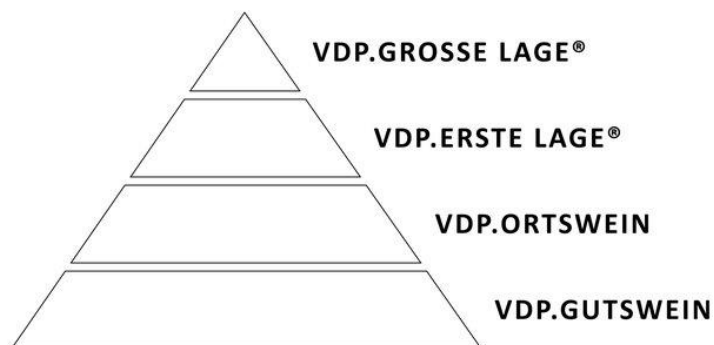 VDP.GROSSE LAGE®
VDP.ERSTE LAGE®
VDP.ORTSWEIN
VDP.GUTSWEIN